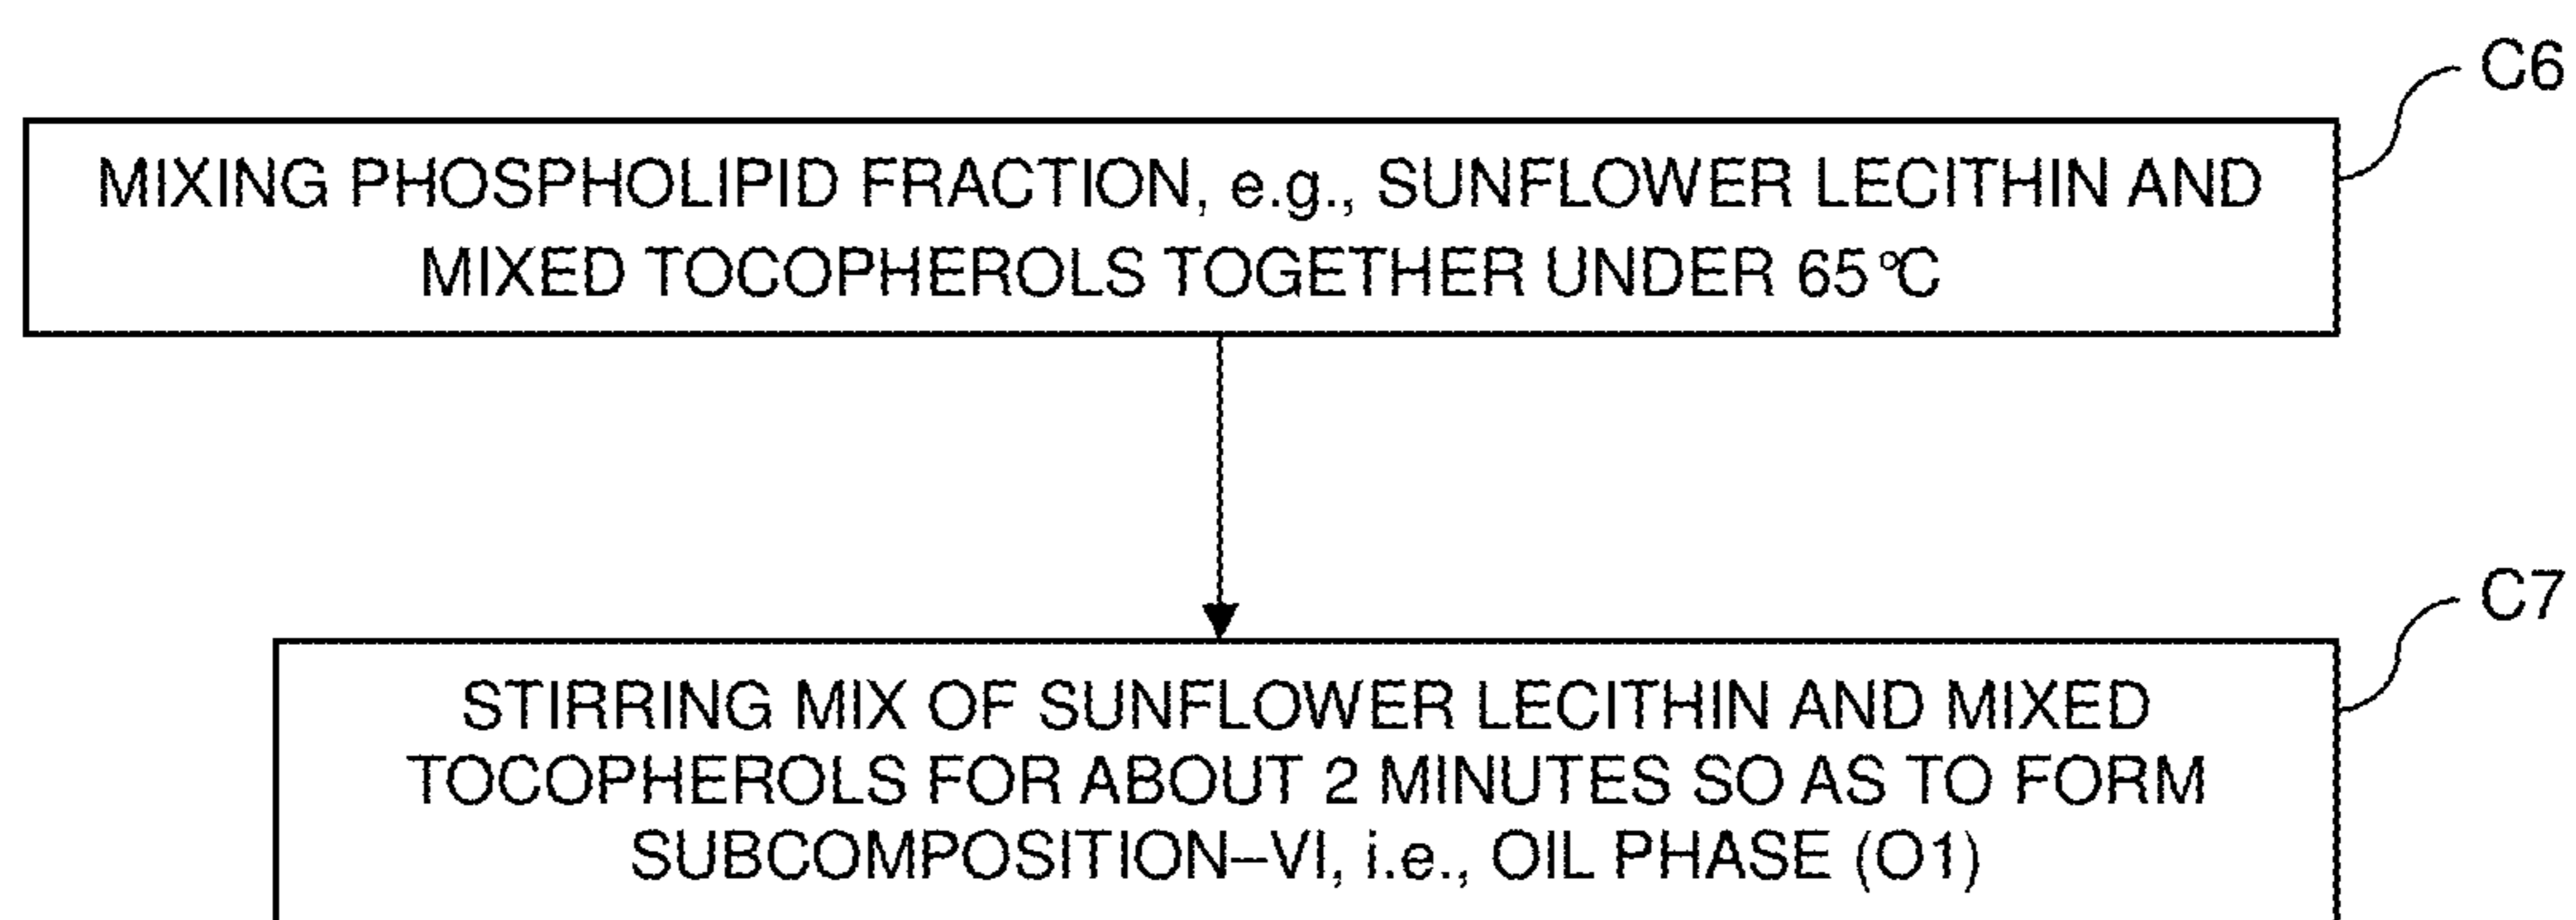 C6
MIXING PHOSPHOLIPID FRACTION, e.g., SUNFLOWER LECITHIN AND
MIXED TOCOPHEROLS TOGETHER UNDER 65°C
C7
STIRRING MIX OF SUNFLOWER LECITHIN AND MIXED
TOCOPHEROLS FOR ABOUT 2 MINUTES SO AS TO FORM
SUBCOMPOSITION–VI, i.e., OIL PHASE (O1)